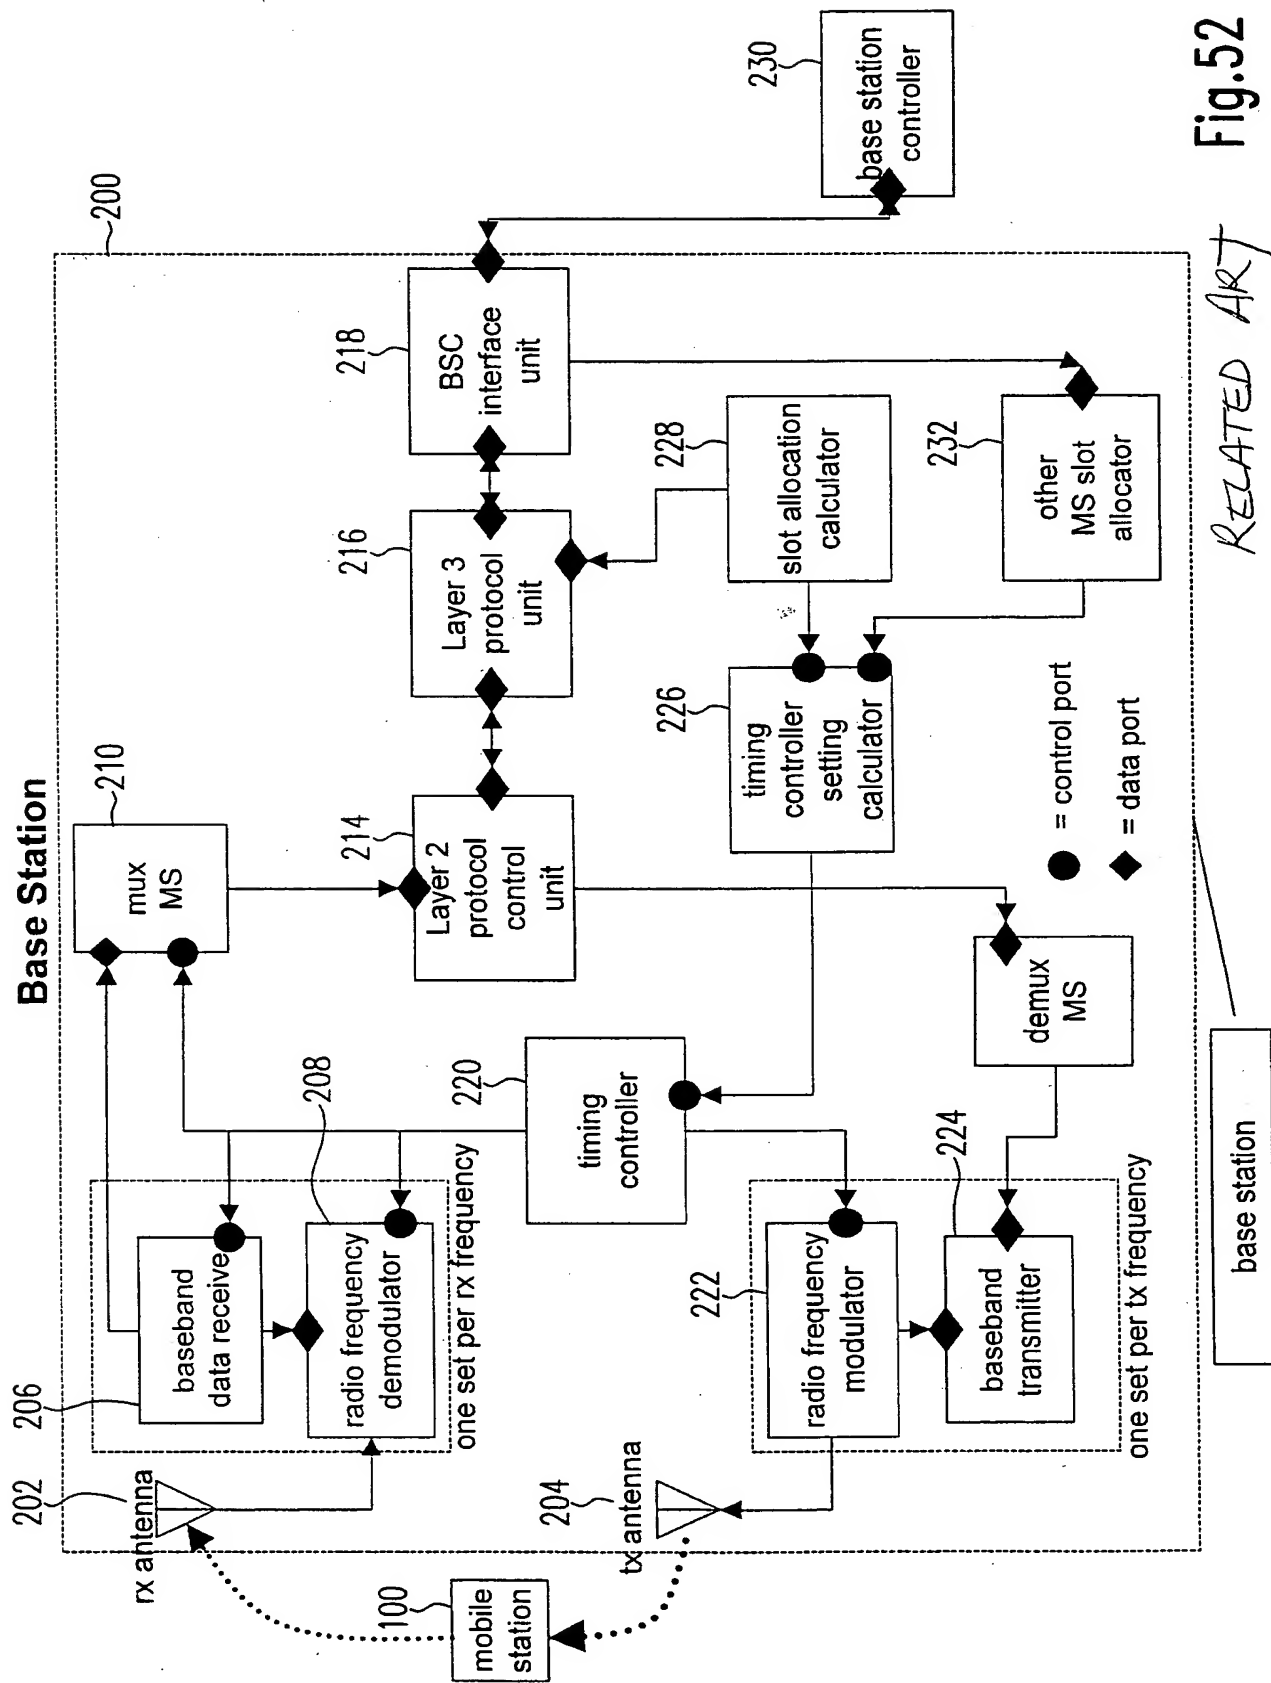 Base Station
200
rx antenna
202
206
baseband
data receive
208
radio frequency
demodulator
one set per rx frequency
210
mux
MS
214
Layer 2
protocol
control
unit
216
Layer 3
protocol
unit
218
BSC
interface
unit
230
base station
controller
100
mobile
station
220
timing
controller
226
timing
controller
setting
calculator
228
slot allocation
calculator
232
other
MS slot
allocator
204
tx antenna
222
radio frequency
modulator
224
baseband
transmitter
one set per tx frequency
demux
MS
= control port
= data port
base station
RELATED ART
Fig.52